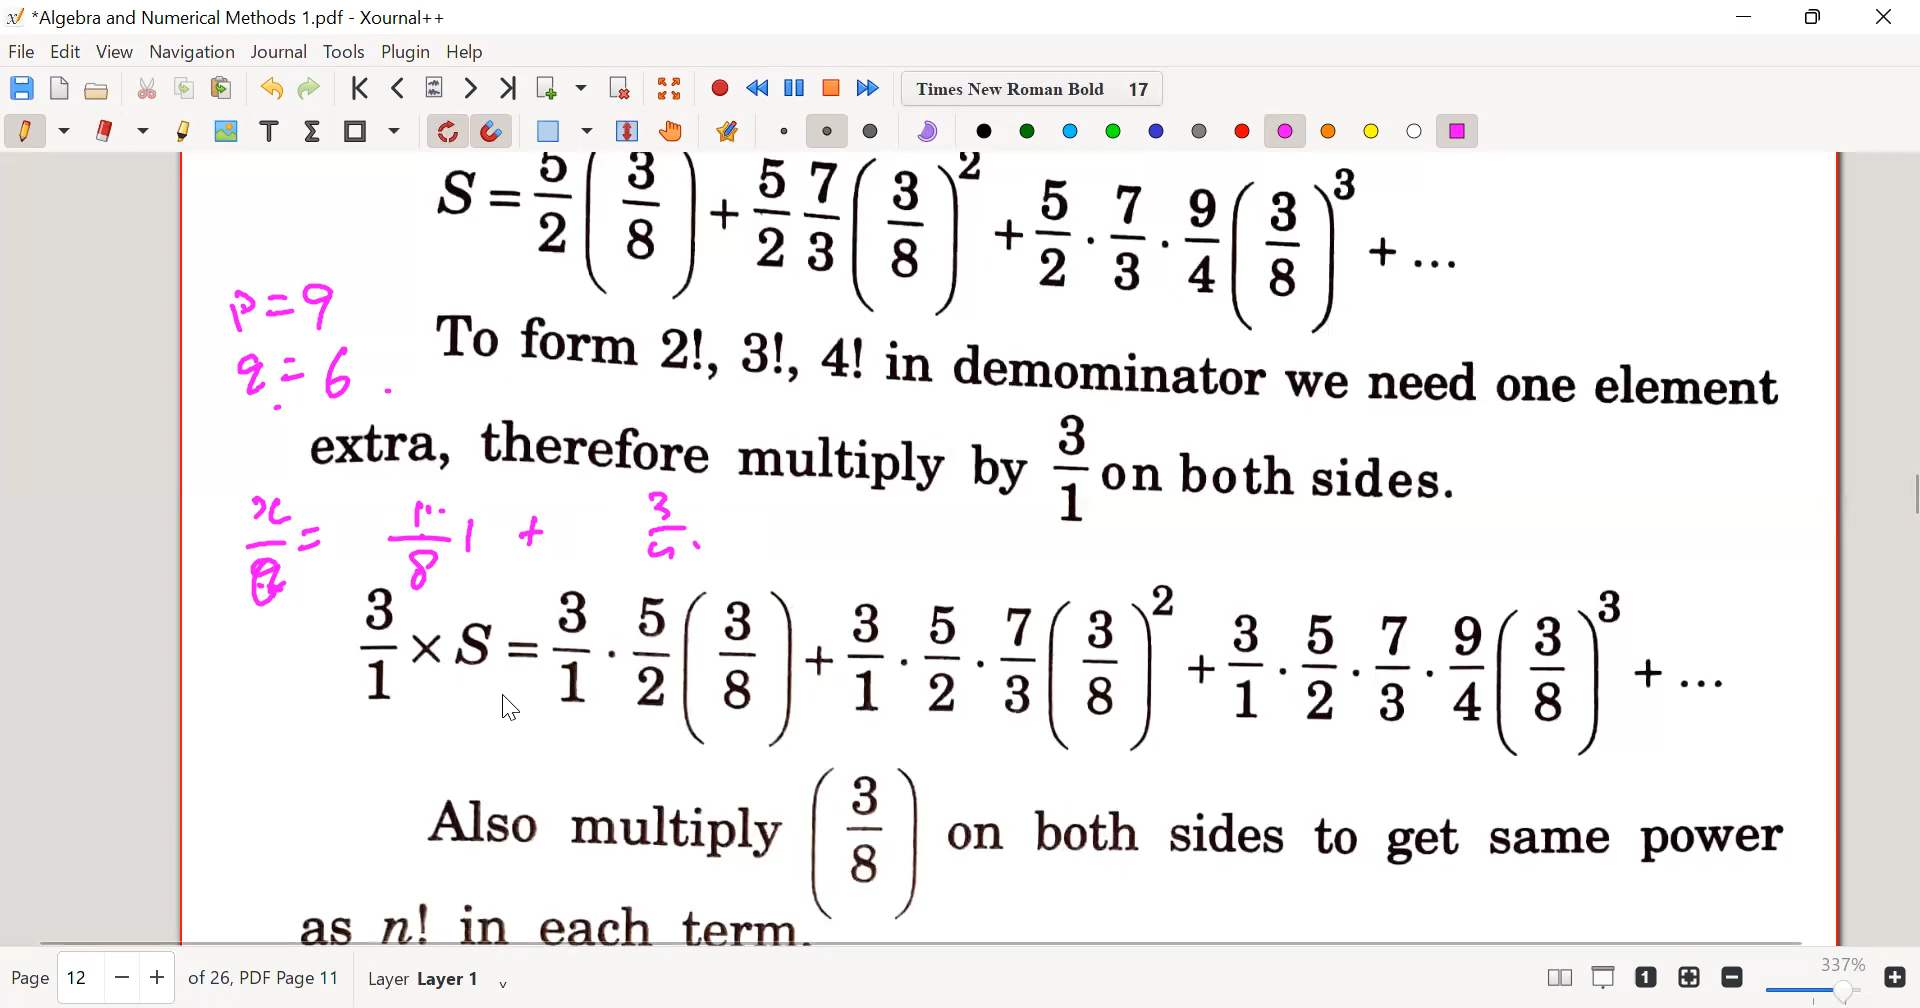 *Algebra and Numerical Methods 1.pdf - Xournal++
File Edit View Navigation Journal Tools Plugin Help
Times New Roman Bold 17
S = 5/2 (3/8) + 5/2 7/3 (3/8)^2 + 5/2 · 7/3 · 9/4 (3/8)^3 + ...
p = 9
To form 2!, 3!, 4! in demominator we need one element
q = 6
extra, therefore multiply by 3/1 on both sides.
3/1 × S = 3/1 · 5/2 (3/8) + 3/1 · 5/2 · 7/3 (3/8)^2 + 3/1 · 5/2 · 7/3 · 9/4 (3/8)^3 + ...
Also multiply (3/8) on both sides to get same power
as n! in each term.
Page 12 of 26, PDF Page 11 Layer Layer 1 337%